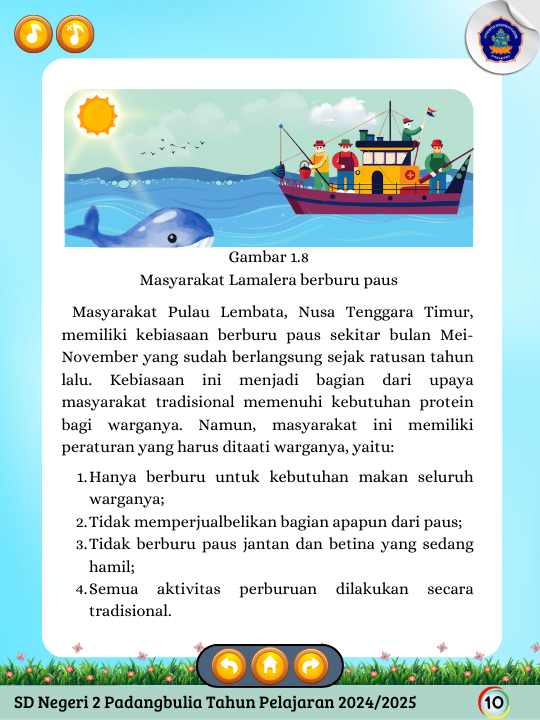 Gambar 1.8
Masyarakat Lamalera berburu paus
Masyarakat Pulau Lembata, Nusa Tenggara Timur,
memiliki kebiasaan berburu paus sekitar bulan Mei-
November yang sudah berlangsung sejak ratusan tahun
lalu. Kebiasaan ini menjadi bagian dari upaya
masyarakat tradisional memenuhi kebutuhan protein
bagi warganya. Namun, masyarakat ini memiliki
peraturan yang harus ditaati warganya, yaitu:
1. Hanya berburu untuk kebutuhan makan seluruh
warganya;
2. Tidak memperjualbelikan bagian apapun dari paus;
3. Tidak berburu paus jantan dan betina yang sedang
hamil;
4. Semua aktivitas perburuan dilakukan secara
tradisional.
SD Negeri 2 Padangbulia Tahun Pelajaran 2024/2025
10